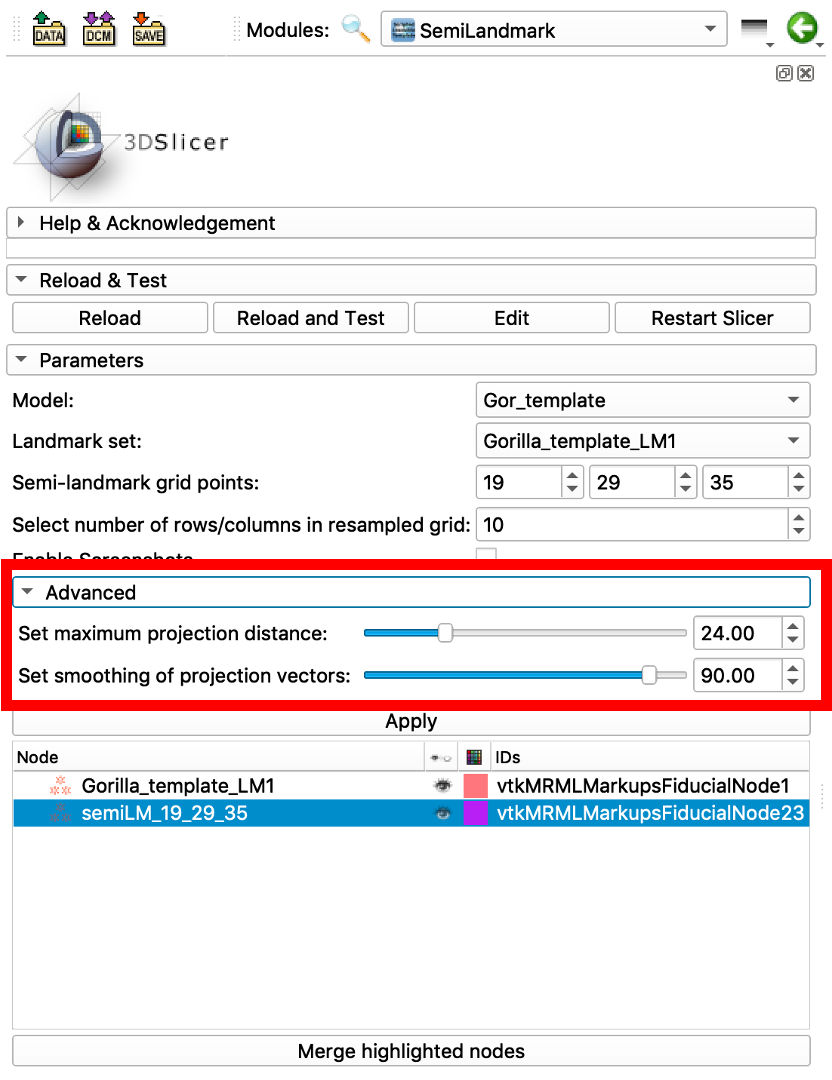 DATA DCM SAVE Modules: SemiLandmark
3DSlicer
Help & Acknowledgement
Reload & Test
Reload Reload and Test Edit Restart Slicer
Parameters
Model: Gor_template
Landmark set: Gorilla_template_LM1
Semi-landmark grid points: 19 29 35
Select number of rows/columns in resampled grid: 10
Enable Screenshots
Advanced
Set maximum projection distance: 24.00
Set smoothing of projection vectors: 90.00
Apply
Node IDs
Gorilla_template_LM1 vtkMRMLMarkupsFiducialNode1
semiLM_19_29_35 vtkMRMLMarkupsFiducialNode23
Merge highlighted nodes